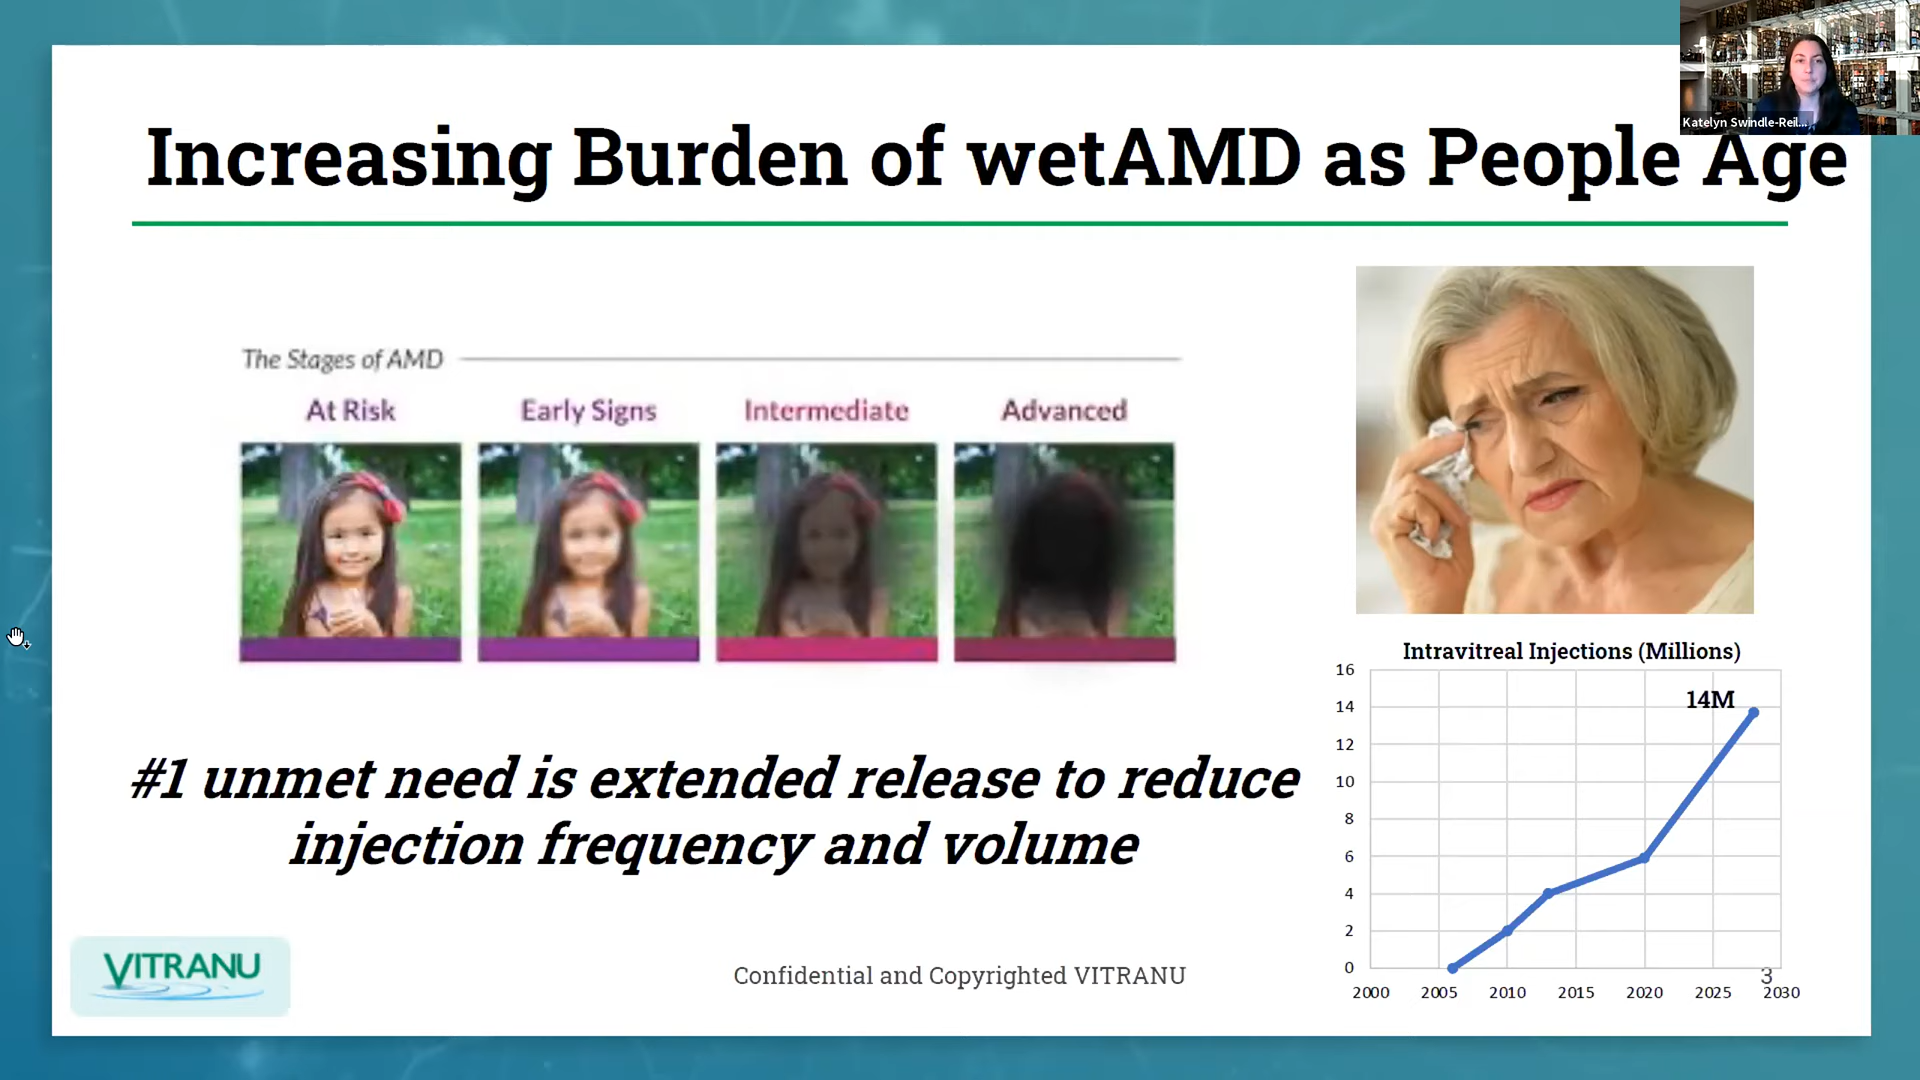 Katelyn Swindle-Reil...
Increasing Burden of wetAMD as People Age
The Stages of AMD
At Risk
Early Signs
Intermediate
Advanced
#1 unmet need is extended release to reduce
injection frequency and volume
Intravitreal Injections (Millions)
16
14
12
10
8
6
4
2
0
14M
2000 2005 2010 2015 2020 2025 2030
VITRANU
Confidential and Copyrighted VITRANU
3